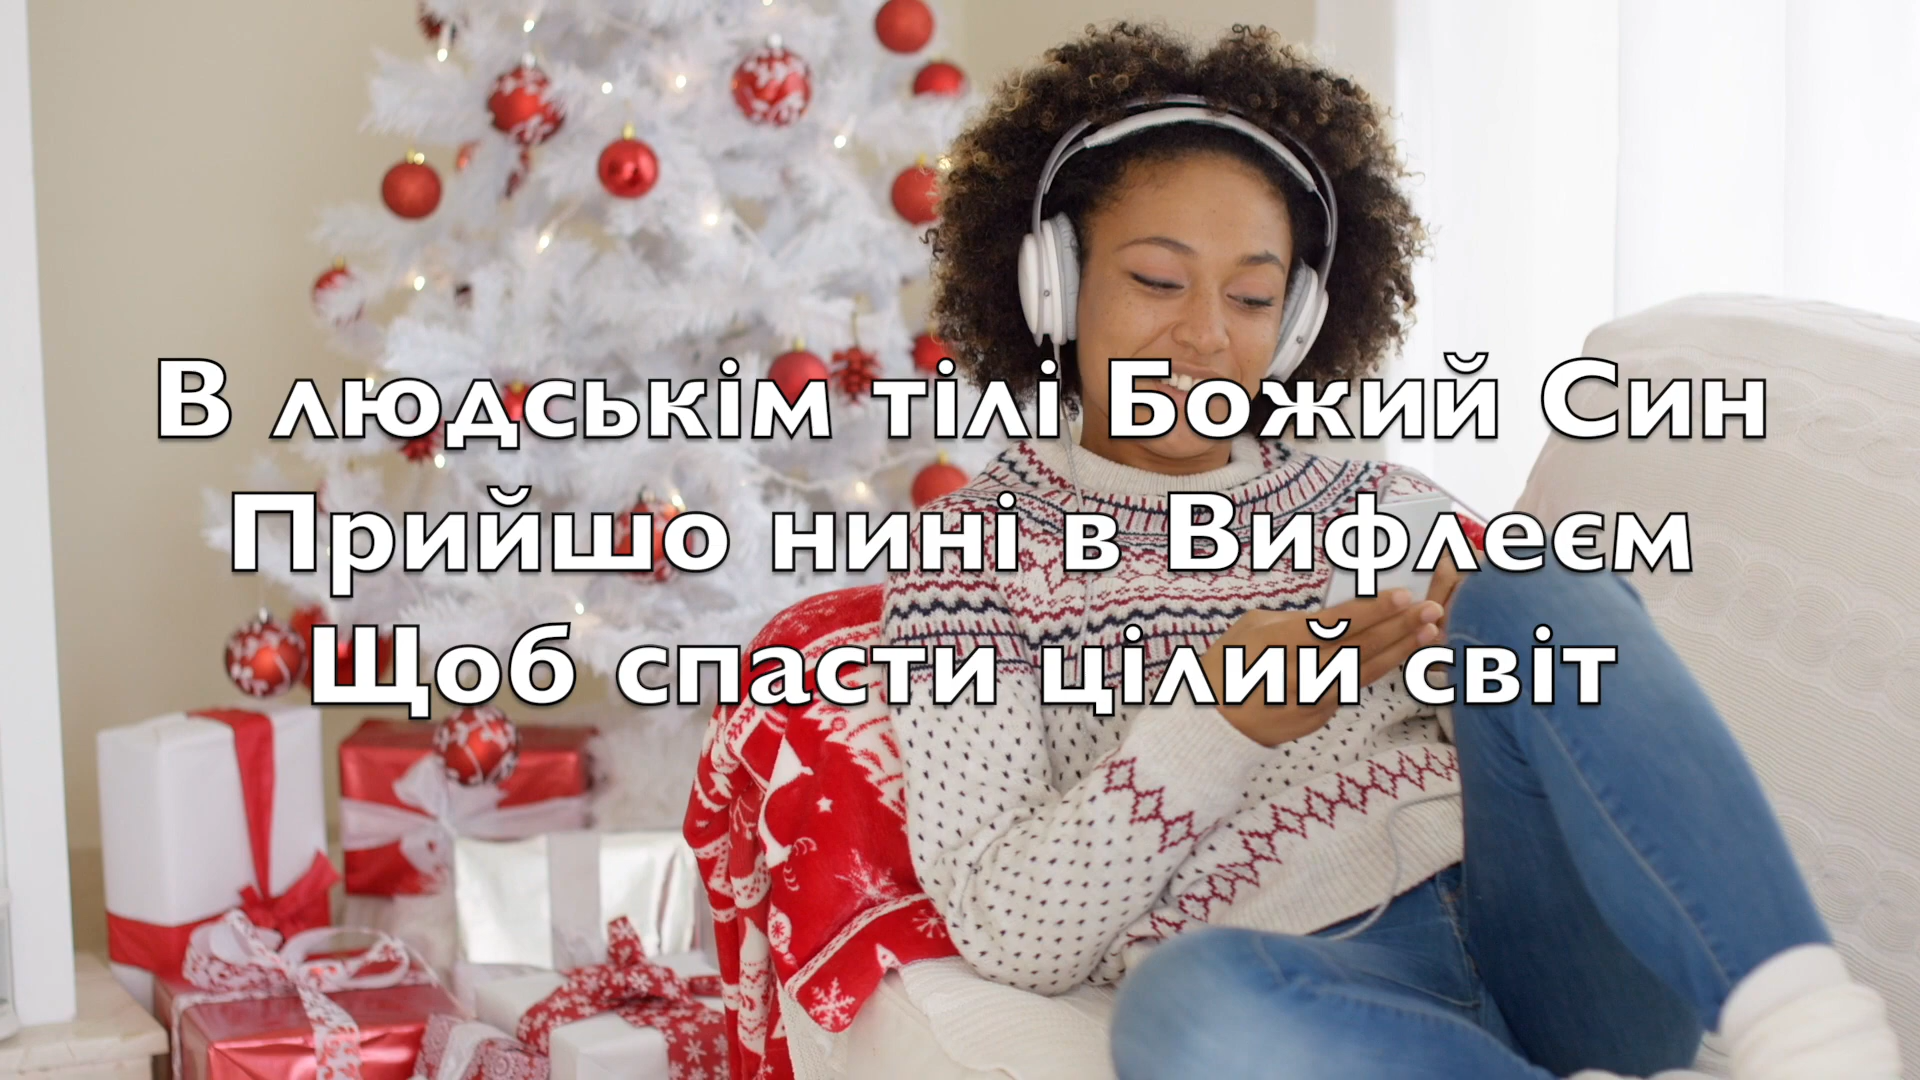 В людськім тілі Божий Син
Прийшо нині в Вифлеєм
Щоб спасти цілий світ